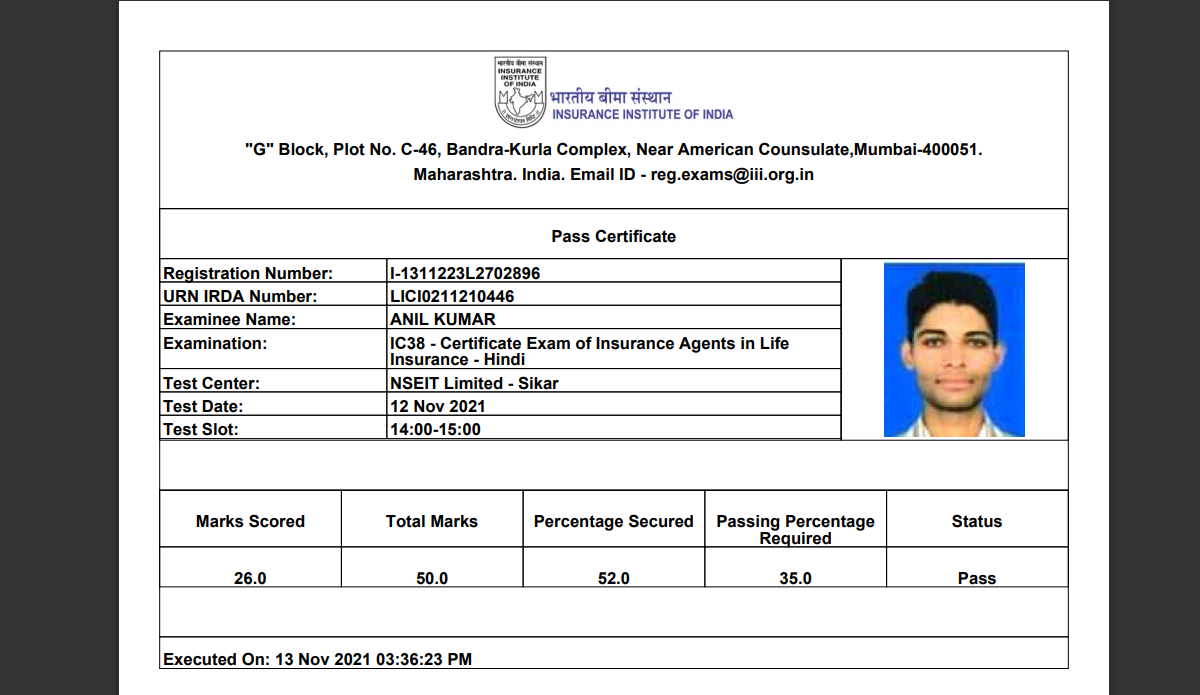 भारतीय बीमा संस्थान
INSURANCE
INSTITUTE
OF INDIA
भारतीय बीमा संस्थान
INSURANCE INSTITUTE OF INDIA
"G" Block, Plot No. C-46, Bandra-Kurla Complex, Near American Counsulate,Mumbai-400051.
Maharashtra. India. Email ID - reg.exams@iii.org.in
Pass Certificate
Registration Number: I-1311223L2702896
URN IRDA Number: LICI0211210446
Examinee Name: ANIL KUMAR
Examination: IC38 - Certificate Exam of Insurance Agents in Life
Insurance - Hindi
Test Center: NSEIT Limited - Sikar
Test Date: 12 Nov 2021
Test Slot: 14:00-15:00
Marks Scored Total Marks Percentage Secured Passing Percentage Required Status
26.0 50.0 52.0 35.0 Pass
Executed On: 13 Nov 2021 03:36:23 PM